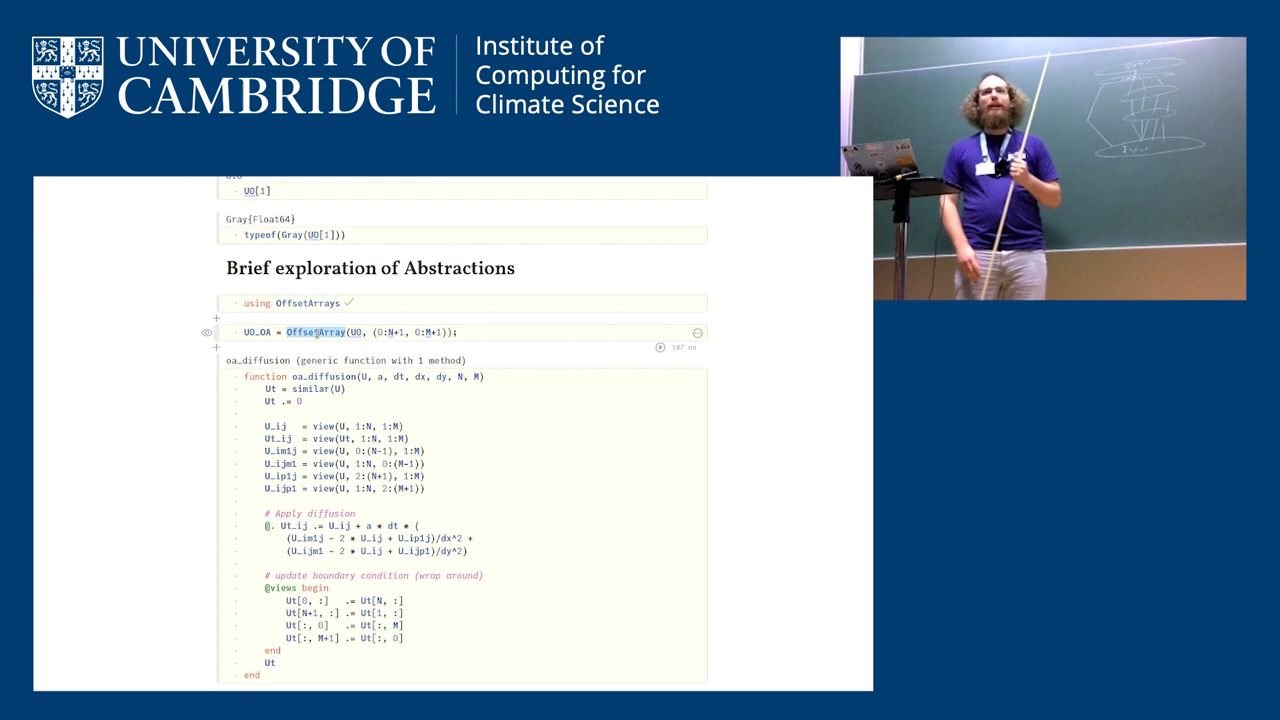 UNIVERSITY OF
CAMBRIDGE
Institute of
Computing for
Climate Science
U0[1]
Gray{Float64}
typeof(Gray(U0[1]))
Brief exploration of Abstractions
using OffsetArrays
U0_OA = OffsetArray(U0, (0:N+1, 0:M+1));
187 ns
oa_diffusion (generic function with 1 method)
function oa_diffusion(U, a, dt, dx, dy, N, M)
Ut = similar(U)
Ut .= 0
U_ij   = view(U, 1:N, 1:M)
Ut_ij  = view(Ut, 1:N, 1:M)
U_im1j = view(U, 0:(N-1), 1:M)
U_ijm1 = view(U, 1:N, 0:(M-1))
U_ip1j = view(U, 2:(N+1), 1:M)
U_ijp1 = view(U, 1:N, 2:(M+1))
# Apply diffusion
@. Ut_ij .= U_ij + a * dt * (
(U_im1j - 2 * U_ij + U_ip1j)/dx^2 +
(U_ijm1 - 2 * U_ij + U_ijp1)/dy^2)
# update boundary condition (wrap around)
@views begin
Ut[0, :]   .= Ut[N, :]
Ut[N+1, :] .= Ut[1, :]
Ut[:, 0]   .= Ut[:, M]
Ut[:, M+1] .= Ut[:, 0]
end
Ut
end